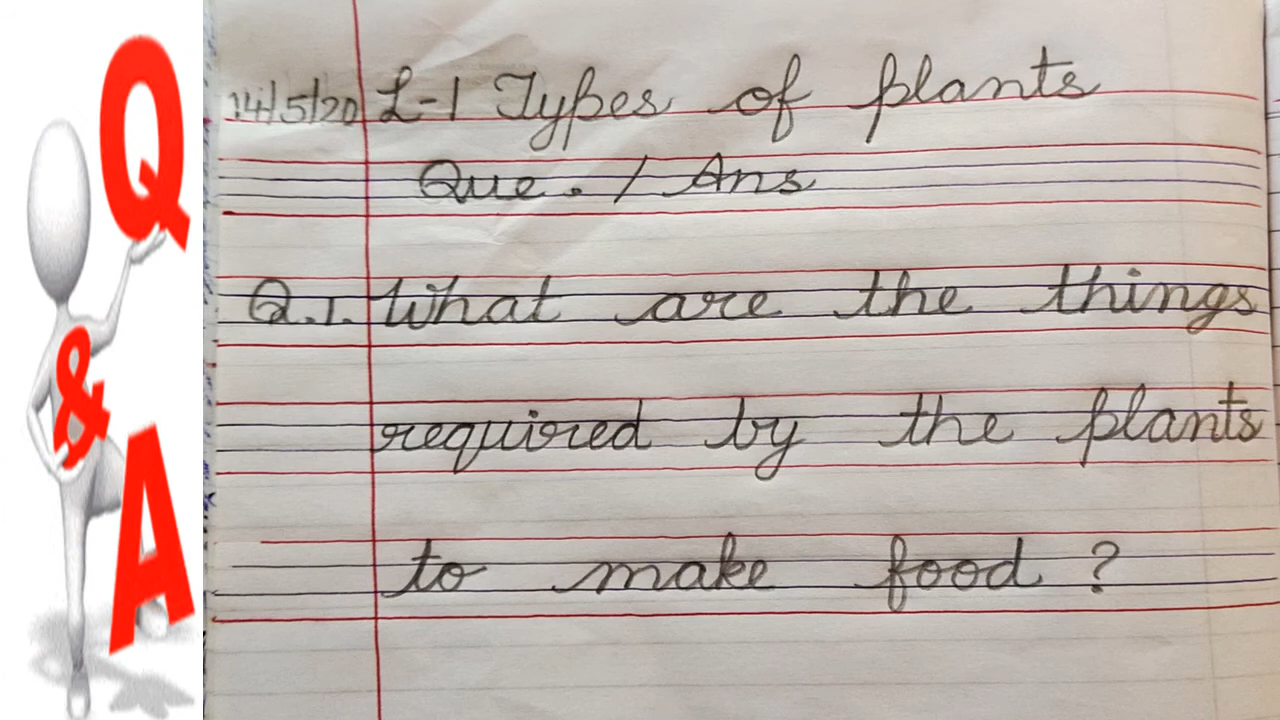 Q
&
A
14/5/20 L-1 Types of plants
Que. / Ans
Q.1. What are the things
required by the plants
to make food ?